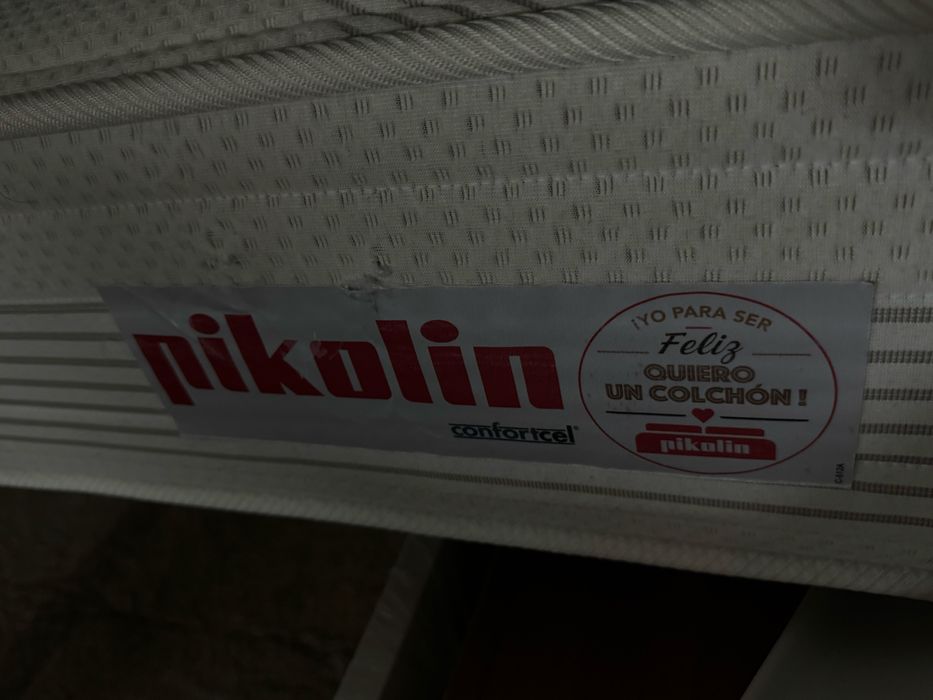 pikolin
confortcel®
¡YO PARA SER
Feliz
QUIERO
UN COLCHÓN !
pikolin